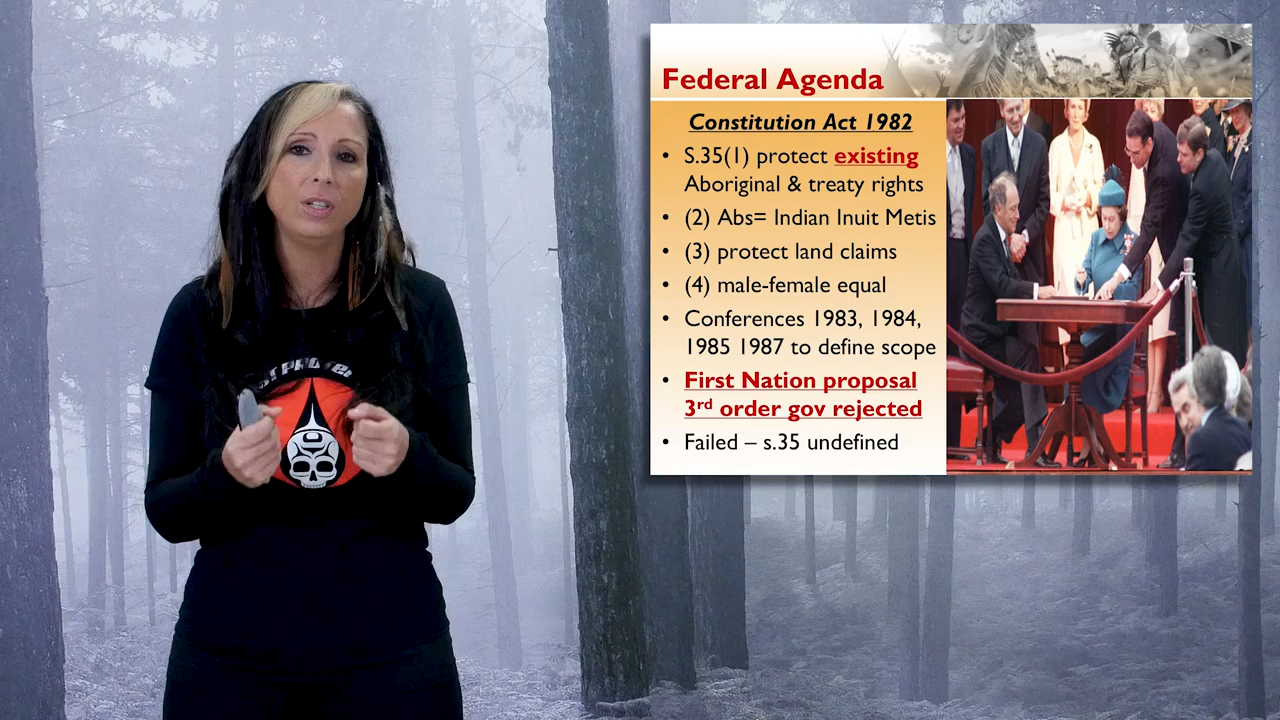 Federal Agenda
Constitution Act 1982
• S.35(1) protect existing
Aboriginal & treaty rights
• (2) Abs= Indian Inuit Metis
• (3) protect land claims
• (4) male-female equal
• Conferences 1983, 1984,
1985 1987 to define scope
• First Nation proposal
3rd order gov rejected
• Failed – s.35 undefined